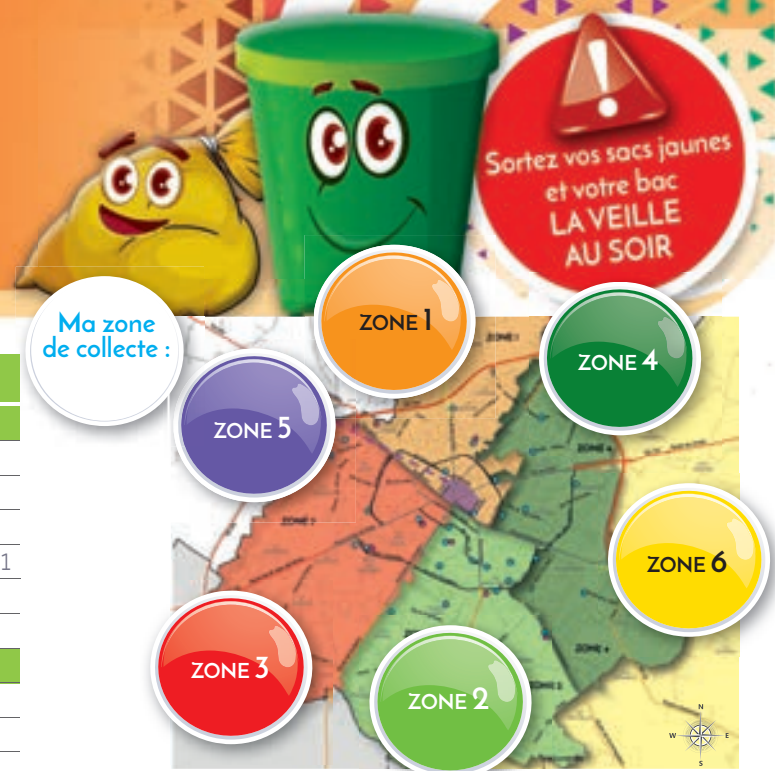 Sortez vos sacs jaunes
et votre bac
LA VEILLE
AU SOIR
Ma zone
de collecte :
ZONE 1
ZONE 4
ZONE 5
ZONE 6
ZONE 3
ZONE 2
1
N
W
E
S